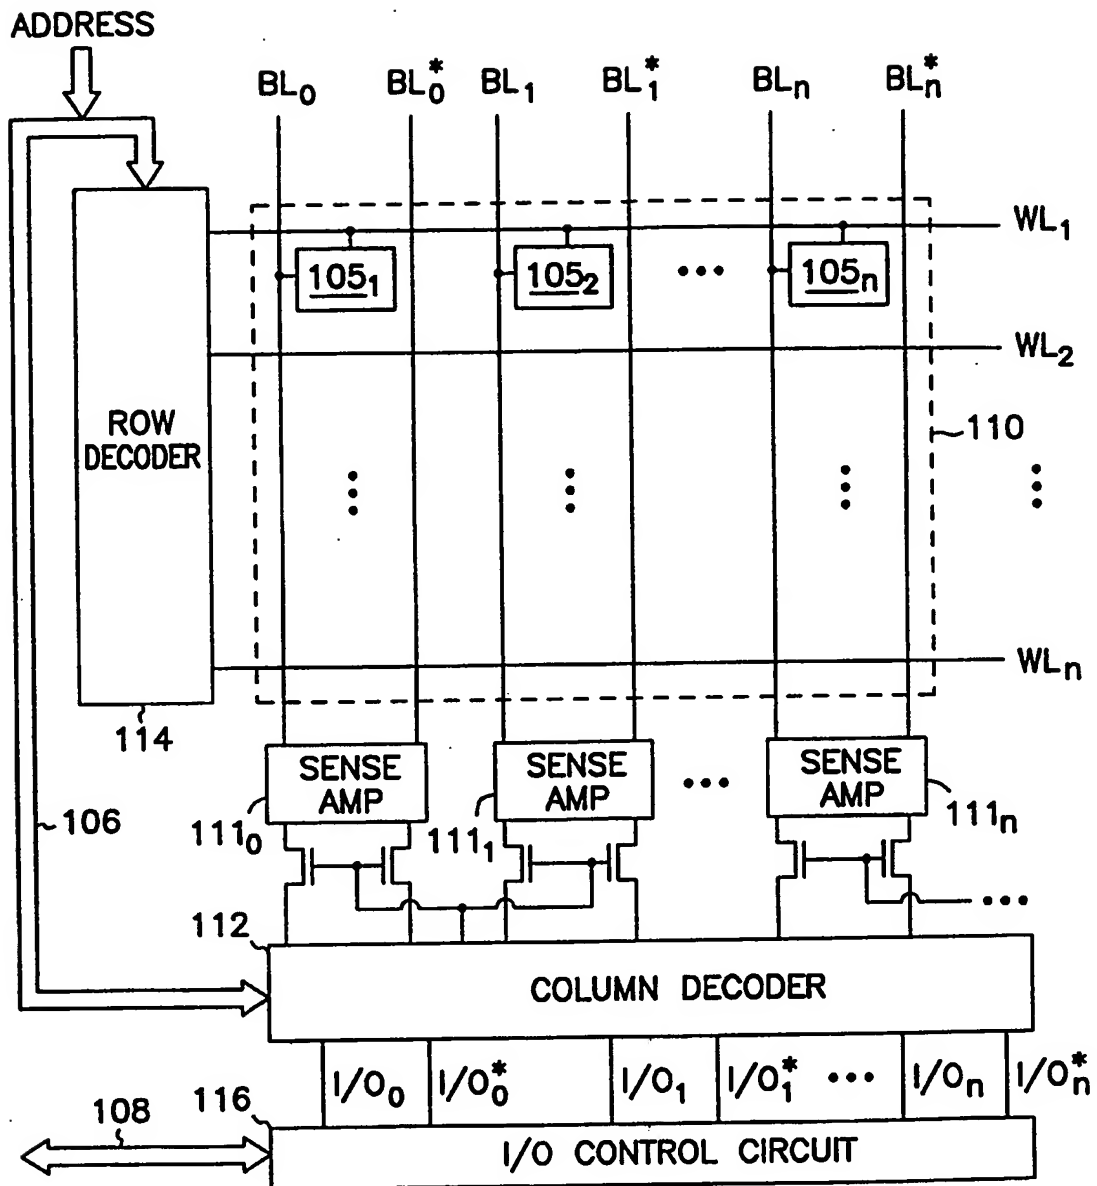 ADDRESS
BL₀ BL₀* BL₁ BL₁* BLₙ BLₙ*
WL₁
105₁ 105₂ ••• 105ₙ
WL₂
ROW
DECODER
110
WLₙ
114
SENSE
AMP
SENSE
AMP
•••
SENSE
AMP
106
111₀ 111₁ 111ₙ
•••
112
COLUMN DECODER
I/O₀ I/O₀* I/O₁ I/O₁* ••• I/Oₙ I/Oₙ*
116
108
I/O CONTROL CIRCUIT